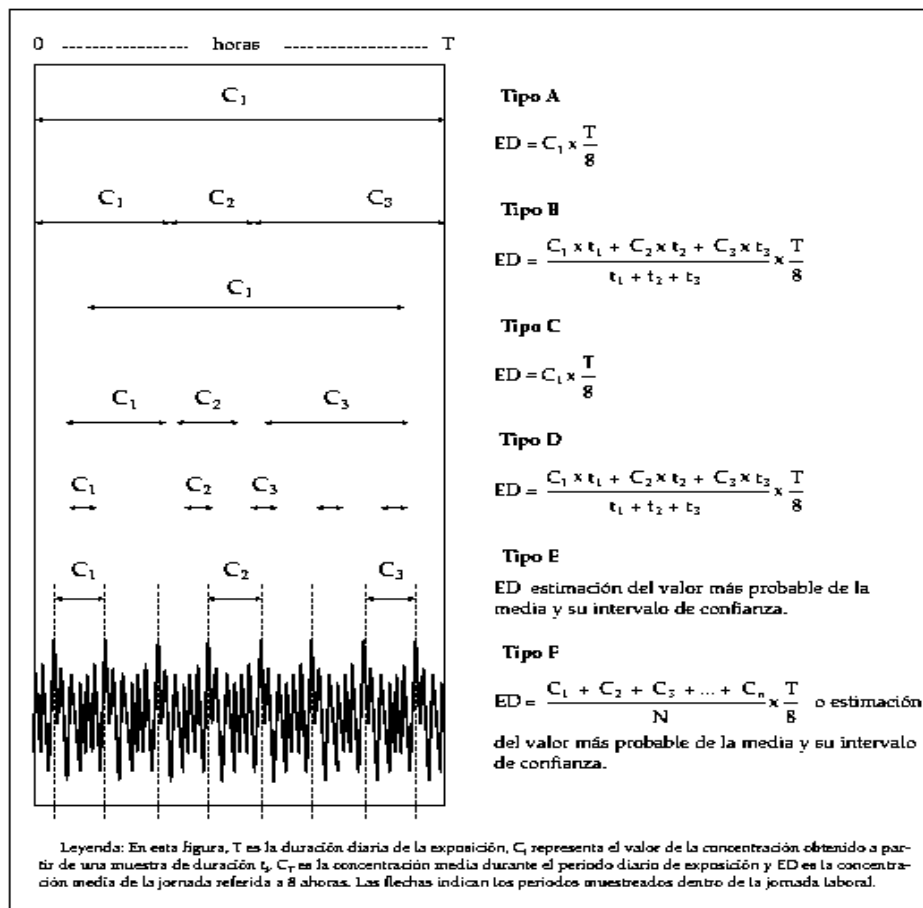 0 ---------------- horas ------------------ T
C₁
C₁ C₂ C₃
C₁
C₁ C₂ C₃
C₁ C₂ C₃
C₁ C₂ C₃
Tipo A
ED = C₁ x T/8
Tipo B
ED = (C₁ x t₁ + C₂ x t₂ + C₃ x t₃)/(t₁ + t₂ + t₃) x T/8
Tipo C
ED = C₁ x T/8
Tipo D
ED = (C₁ x t₁ + C₂ x t₂ + C₃ x t₃)/(t₁ + t₂ + t₃) x T/8
Tipo E
ED estimación del valor más probable de la
media y su intervalo de confianza.
Tipo F
ED = (C₁ + C₂ + C₃ + ... + Cₙ)/N x T/8 o estimación
del valor más probable de la media y su intervalo
de confianza.
Leyenda: En esta figura, T es la duración diaria de la exposición, Cᵢ representa el valor de la concentración obtenido a par-
tir de una muestra de duración tᵢ, C_T es la concentración media durante el periodo diario de exposición y ED es la concentra-
ción media de la jornada referida a 8 ahoras. Las flechas indican los periodos muestreados dentro de la jornada laboral.